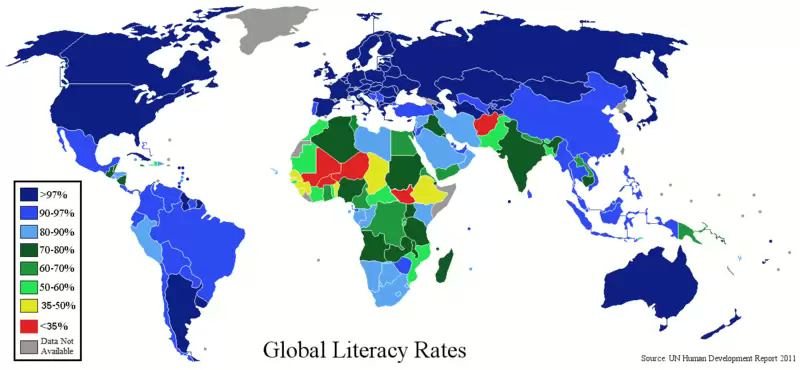 >97%
90-97%
80-90%
70-80%
60-70%
50-60%
35-50%
<35%
Data Not
Available
Global Literacy Rates
Source: UN Human Development Report 2011